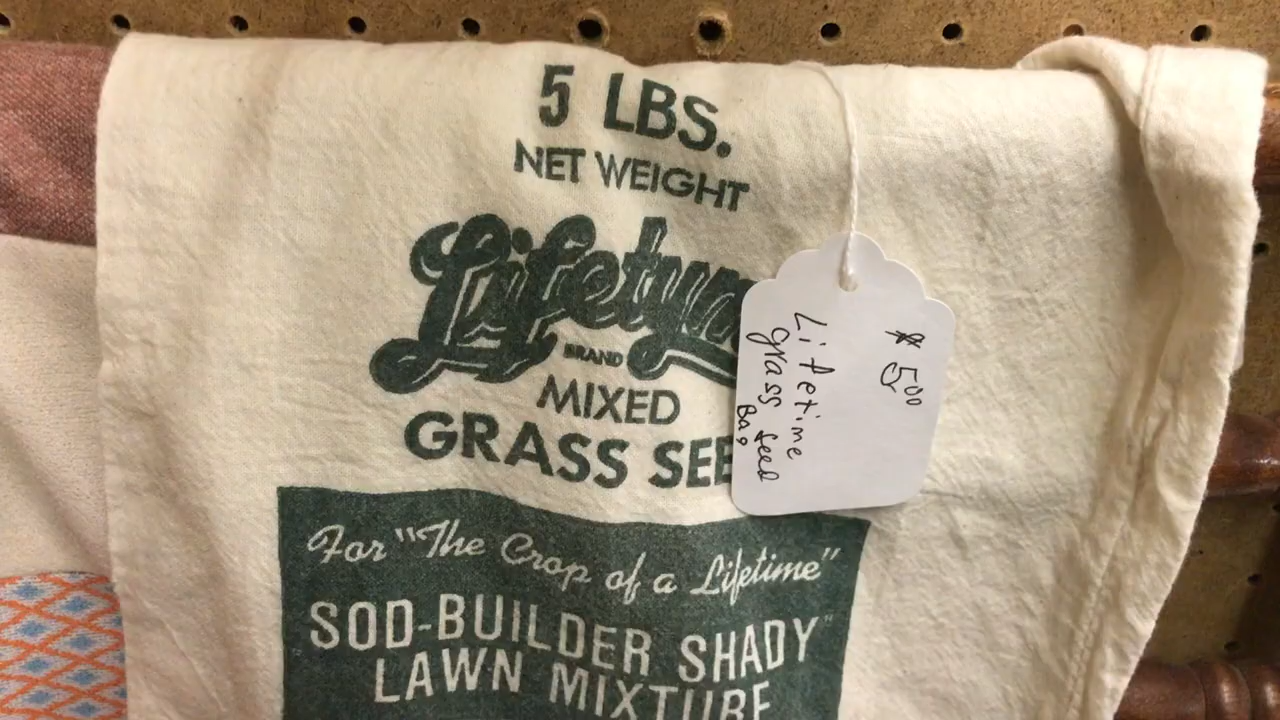 5 LBS.
NET WEIGHT
Lifetym
BRAND
MIXED
GRASS SEE
For "The Crop of a Lifetime"
SOD-BUILDER SHADY"
LAWN MIXTURE
$ 5.00
Lifetime
grass seed
Bag